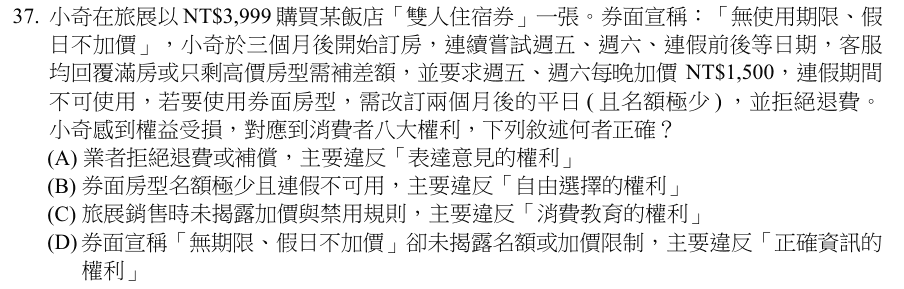 37. 小奇在旅展以 NT$3,999 購買某飯店「雙人住宿券」一張。券面宣稱：「無使用期限、假
日不加價」，小奇於三個月後開始訂房，連續嘗試週五、週六、連假前後等日期，客服
均回覆滿房或只剩高價房型需補差額，並要求週五、週六每晚加價 NT$1,500，連假期間
不可使用，若要使用券面房型，需改訂兩個月後的平日 ( 且名額極少 ) ，並拒絕退費。
小奇感到權益受損，對應到消費者八大權利，下列敘述何者正確？
(A) 業者拒絕退費或補償，主要違反「表達意見的權利」
(B) 券面房型名額極少且連假不可用，主要違反「自由選擇的權利」
(C) 旅展銷售時未揭露加價與禁用規則，主要違反「消費教育的權利」
(D) 券面宣稱「無期限、假日不加價」卻未揭露名額或加價限制，主要違反「正確資訊的
權利」